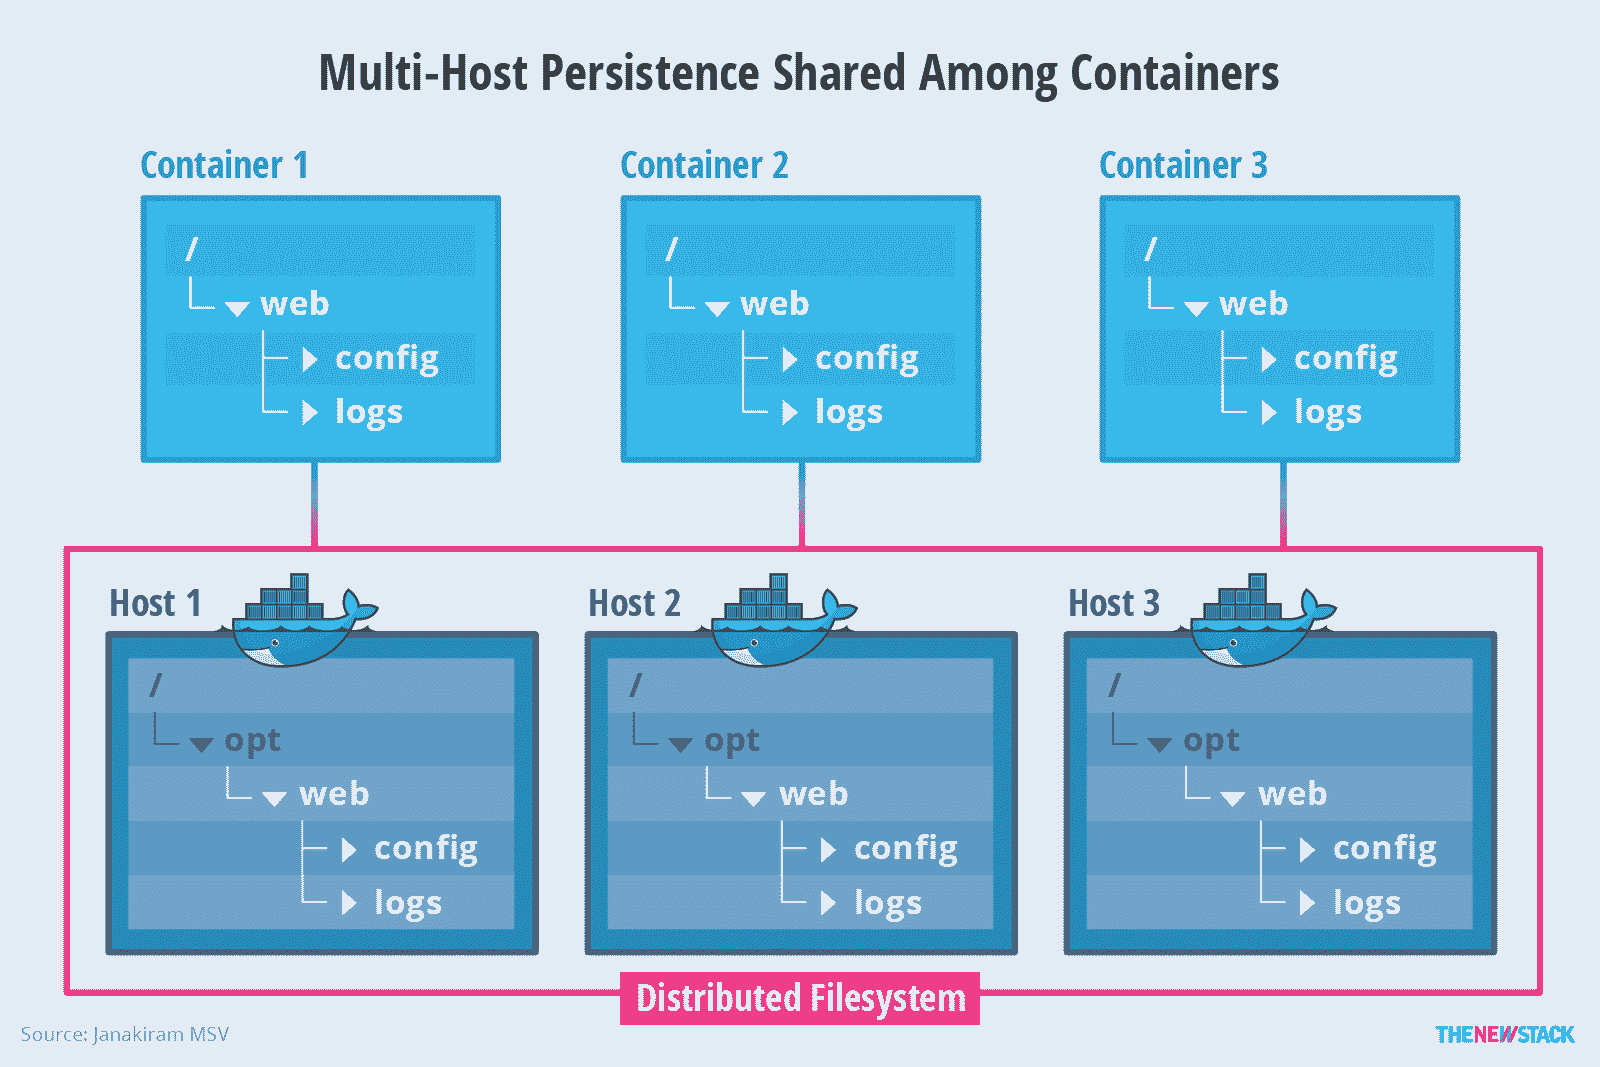 Multi-Host Persistence Shared Among Containers
Container 1
/
web
config
logs
Container 2
/
web
config
logs
Container 3
/
web
config
logs
Host 1
/
opt
web
config
logs
Host 2
/
opt
web
config
logs
Host 3
/
opt
web
config
logs
Distributed Filesystem
Source: Janakiram MSV
THENEWSTACK